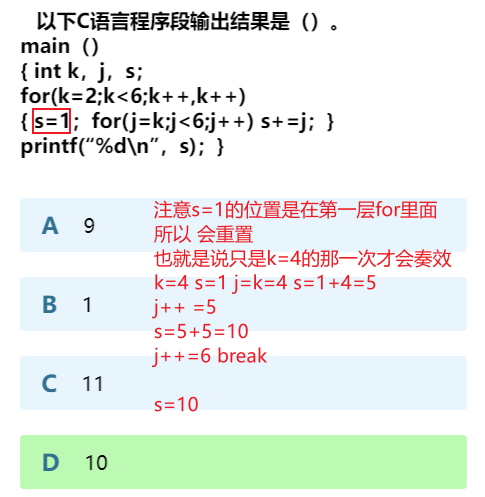 以下C语言程序段输出结果是（）。
main（）
{ int k，j，s；
for(k=2;k<6;k++,k++)
{ s=1；for(j=k;j<6;j++) s+=j；}
printf(“%d\n”，s)；}
A 9
注意s=1的位置是在第一层for里面
所以 会重置
也就是说只是k=4的那一次才会奏效
k=4 s=1 j=k=4 s=1+4=5
B 1
j++ =5
s=5+5=10
j++=6 break
C 11
s=10
D 10